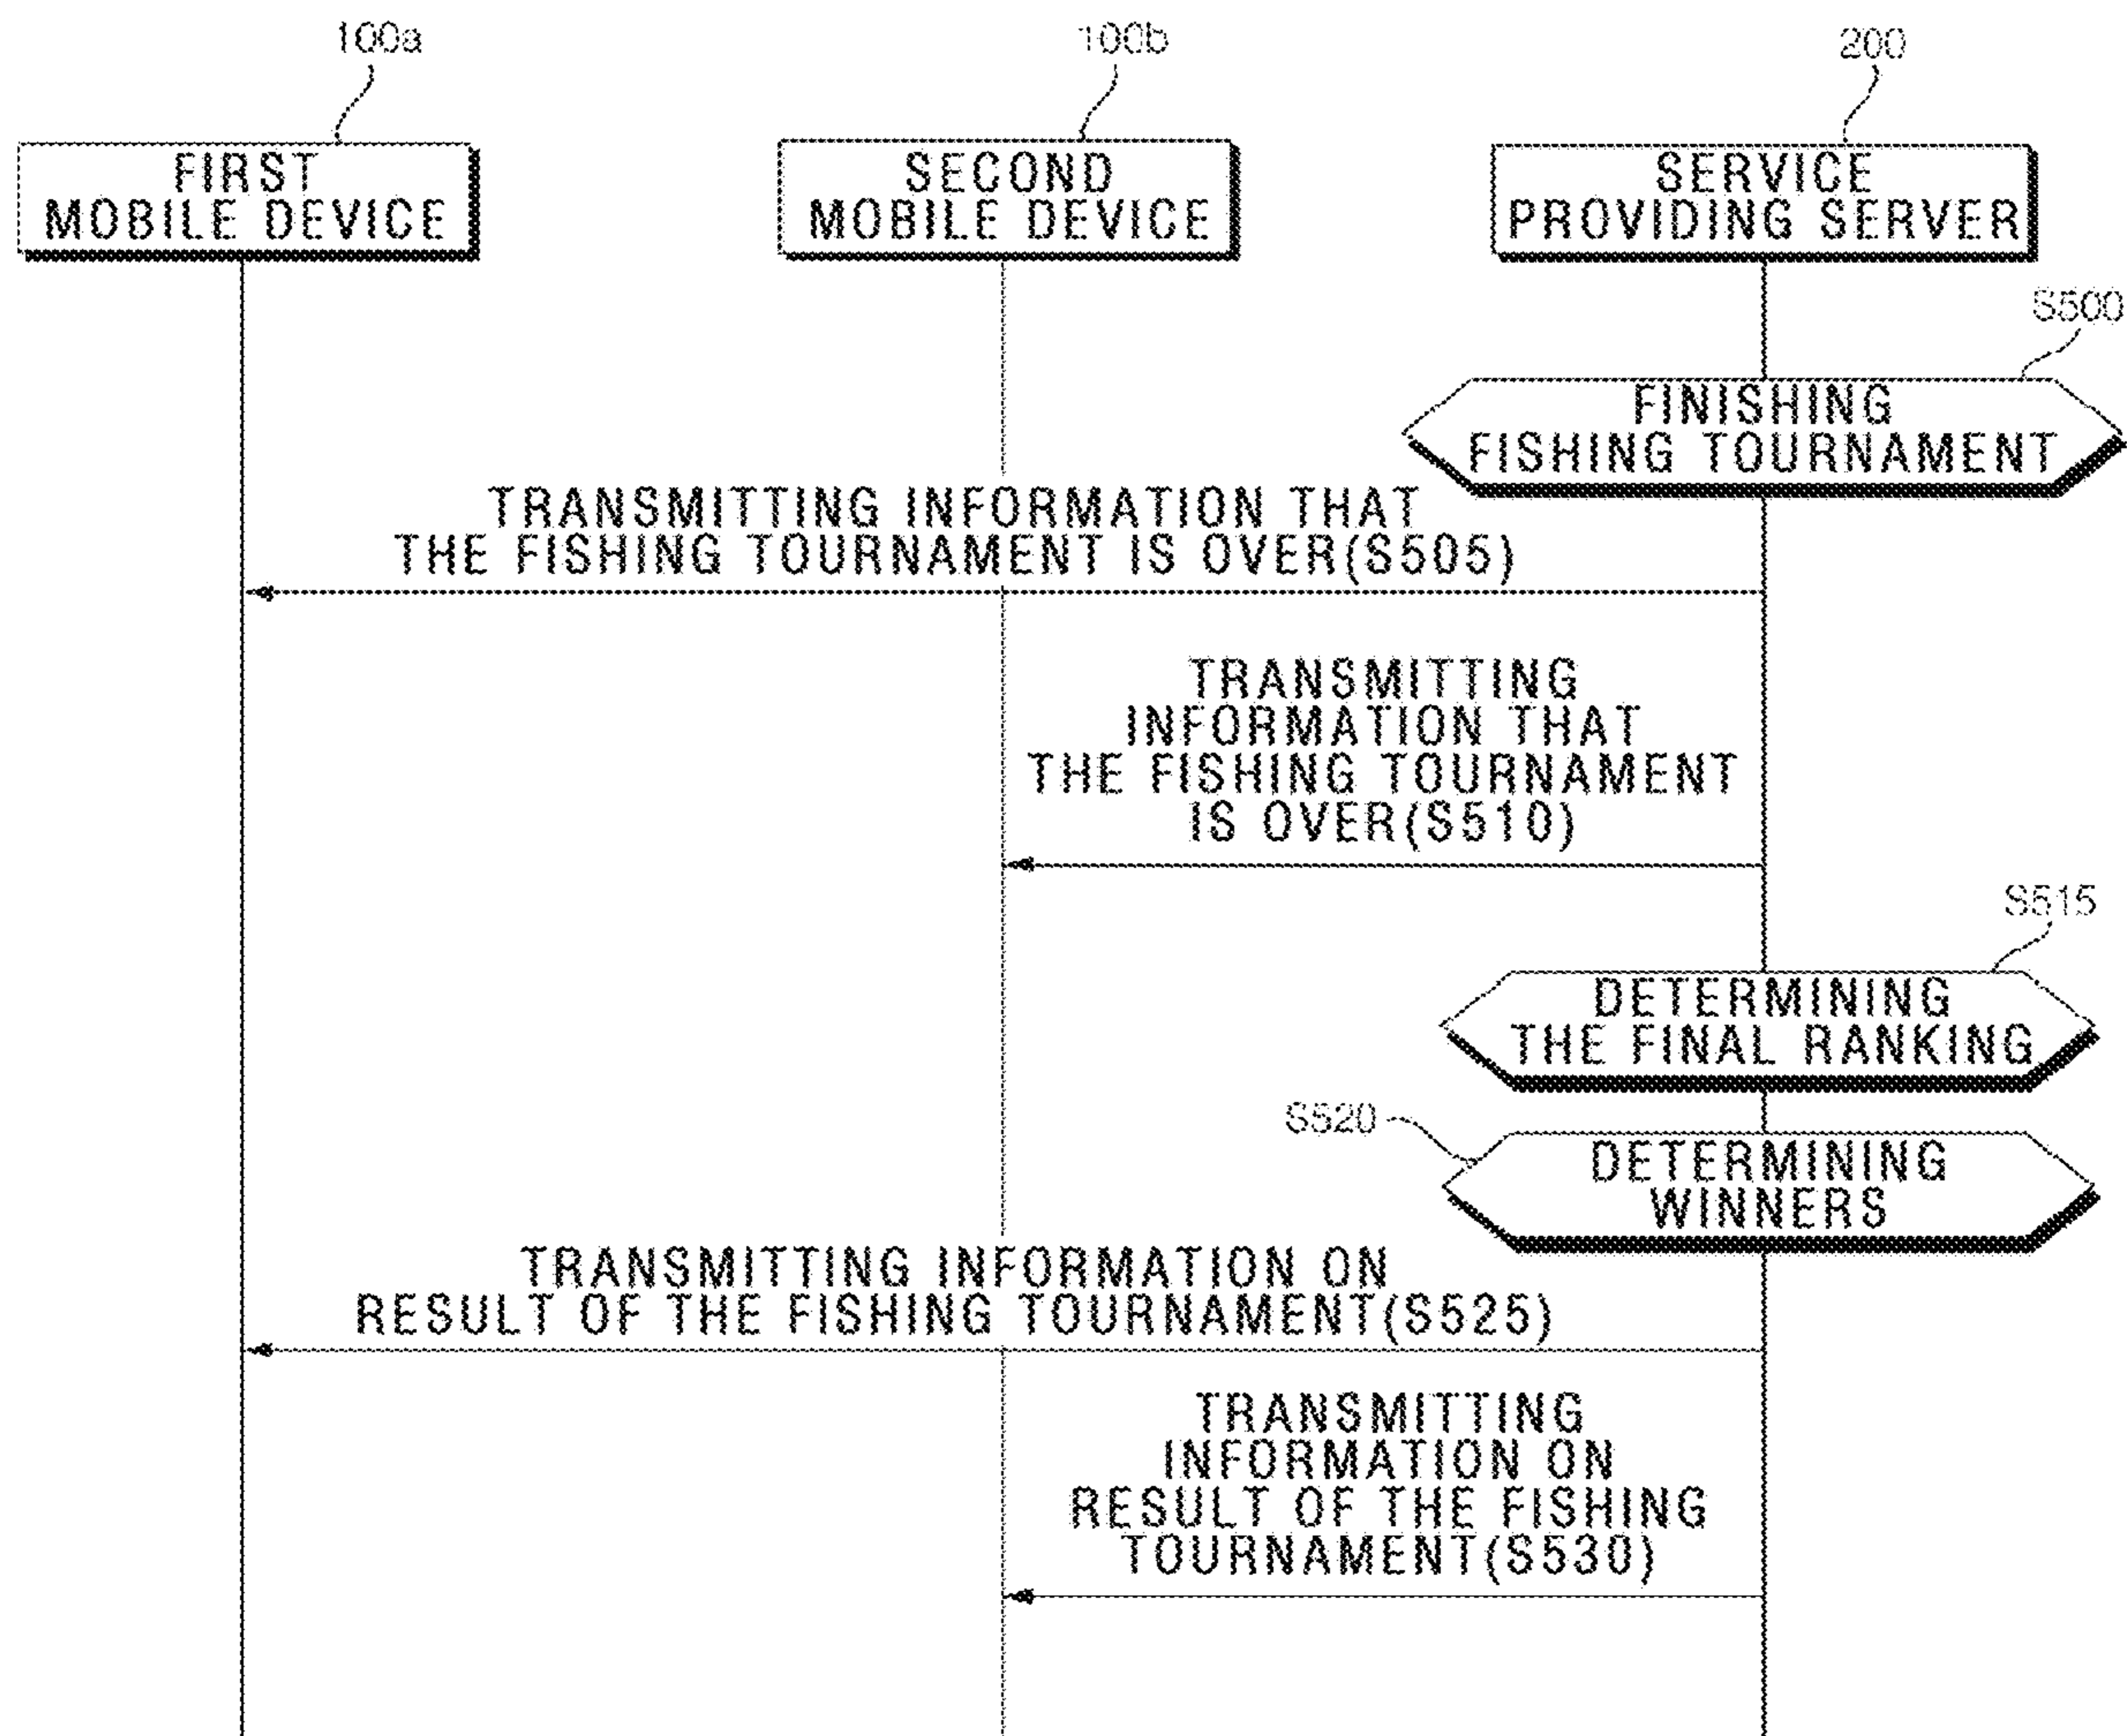 100a
100b
200
FIRST
MOBILE DEVICE
SECOND
MOBILE DEVICE
SERVICE
PROVIDING SERVER
S500
FINISHING
FISHING TOURNAMENT
TRANSMITTING INFORMATION THAT
THE FISHING TOURNAMENT IS OVER(S505)
TRANSMITTING
INFORMATION THAT
THE FISHING TOURNAMENT
IS OVER(S510)
S515
DETERMINING
THE FINAL RANKING
S520
DETERMINING
WINNERS
TRANSMITTING INFORMATION ON
RESULT OF THE FISHING TOURNAMENT(S525)
TRANSMITTING
INFORMATION ON
RESULT OF THE FISHING
TOURNAMENT(S530)